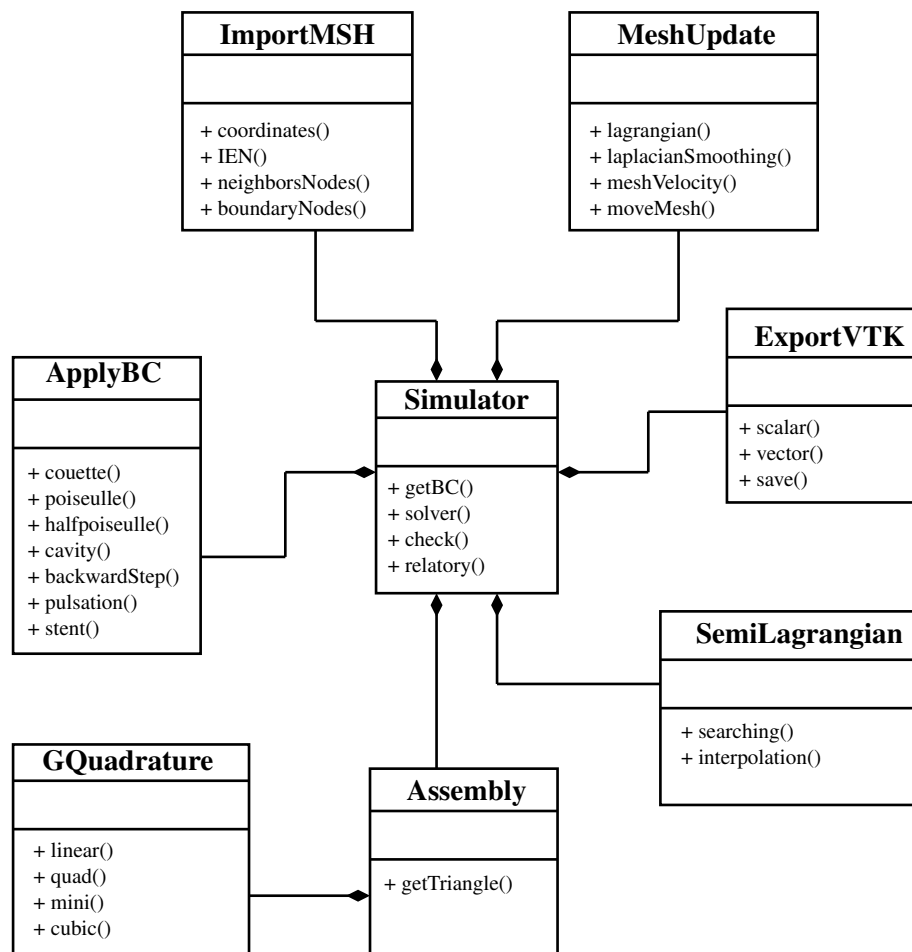 ImportMSH
+ coordinates()
+ IEN()
+ neighborsNodes()
+ boundaryNodes()
MeshUpdate
+ lagrangian()
+ laplacianSmoothing()
+ meshVelocity()
+ moveMesh()
ExportVTK
+ scalar()
+ vector()
+ save()
ApplyBC
+ couette()
+ poiseulle()
+ halfpoiseulle()
+ cavity()
+ backwardStep()
+ pulsation()
+ stent()
Simulator
+ getBC()
+ solver()
+ check()
+ relatory()
SemiLagrangian
+ searching()
+ interpolation()
GQuadrature
+ linear()
+ quad()
+ mini()
+ cubic()
Assembly
+ getTriangle()